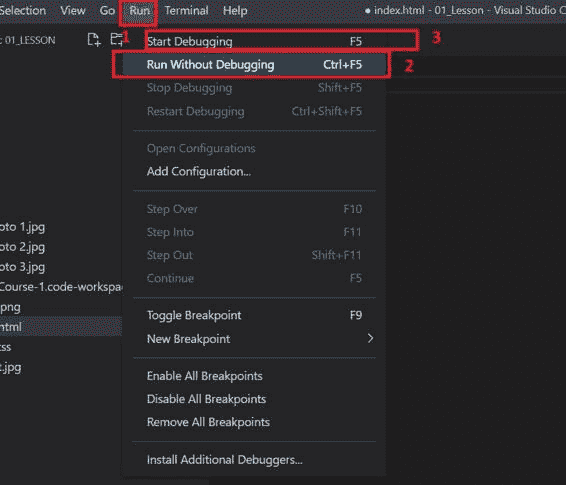 Selection View Go Run Terminal Help ● index.html - 01_Lesson - Visual Studio C
: 01_LESSON
1
Start Debugging F5
3
Run Without Debugging Ctrl+F5
2
Stop Debugging Shift+F5
Restart Debugging Ctrl+Shift+F5
Open Configurations
Add Configuration...
Step Over F10
Step Into F11
Step Out Shift+F11
Continue F5
Toggle Breakpoint F9
New Breakpoint >
Enable All Breakpoints
Disable All Breakpoints
Remove All Breakpoints
Install Additional Debuggers...
oto 1.jpg
oto 2.jpg
oto 3.jpg
Course-1.code-workspa
.png
html
css
t.jpg